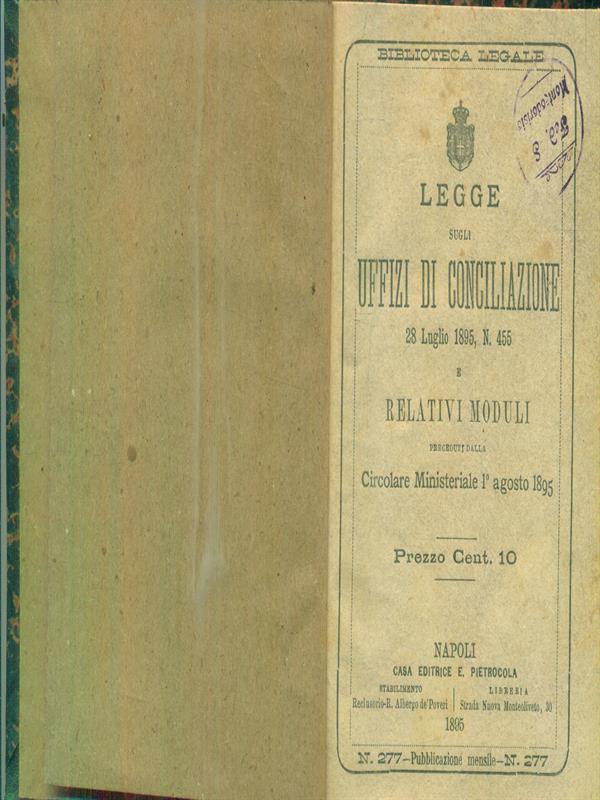 BIBLIOTECA LEGALE
LEGGE
SUGLI
UFFIZI DI CONCILIAZIONE
28 Luglio 1895, N. 455
E
RELATIVI MODULI
PRECEDUTI DALLA
Circolare Ministeriale 1º agosto 1895
Prezzo Cent. 10
NAPOLI
CASA EDITRICE E. PIETROCOLA
STABILIMENTO
Reclusorio-R. Albergo de'Poveri
LIBRERIA
Strada Nuova Monteoliveto, 30
1895
N. 277—Pubblicazione mensile—N. 277